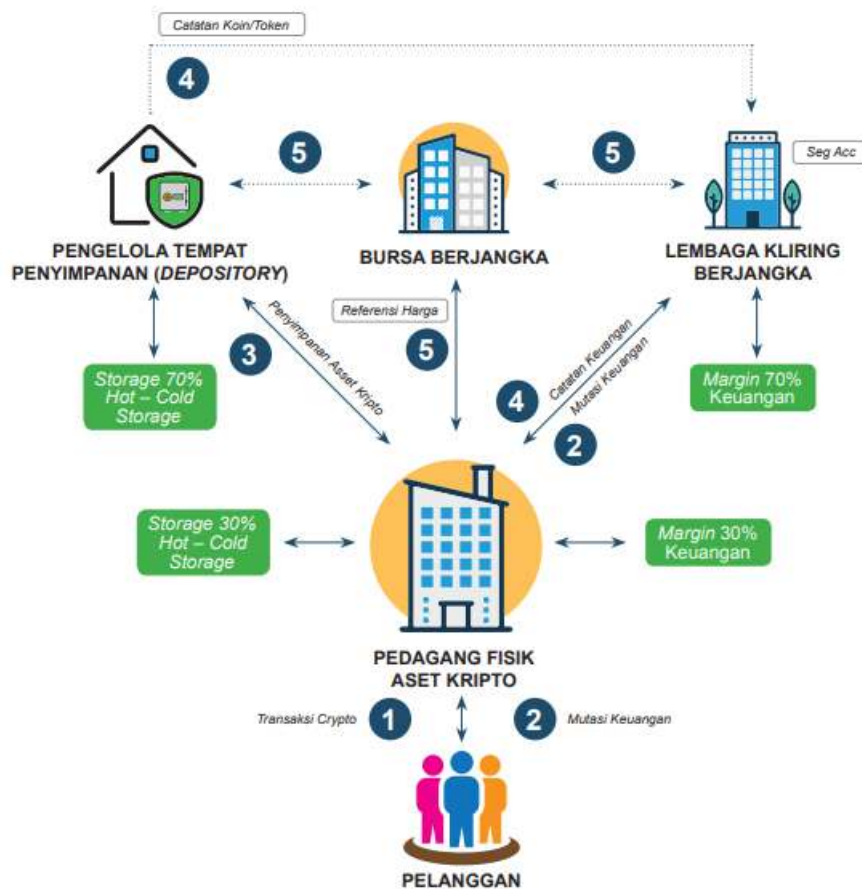 Catatan Koin/Token
4
5
5
Seg Acc
PENGELOLA TEMPAT
PENYIMPANAN (DEPOSITORY)
BURSA BERJANGKA
LEMBAGA KLIRING
BERJANGKA
Referensi Harga
3
Penyimpanan Asset Kripto
5
4
Catatan Keuangan
Mutasi Keuangan
2
Storage 70%
Hot – Cold
Storage
Margin 70%
Keuangan
Storage 30%
Hot – Cold
Storage
Margin 30%
Keuangan
PEDAGANG FISIK
ASET KRIPTO
Transaksi Crypto
1
2
Mutasi Keuangan
PELANGGAN